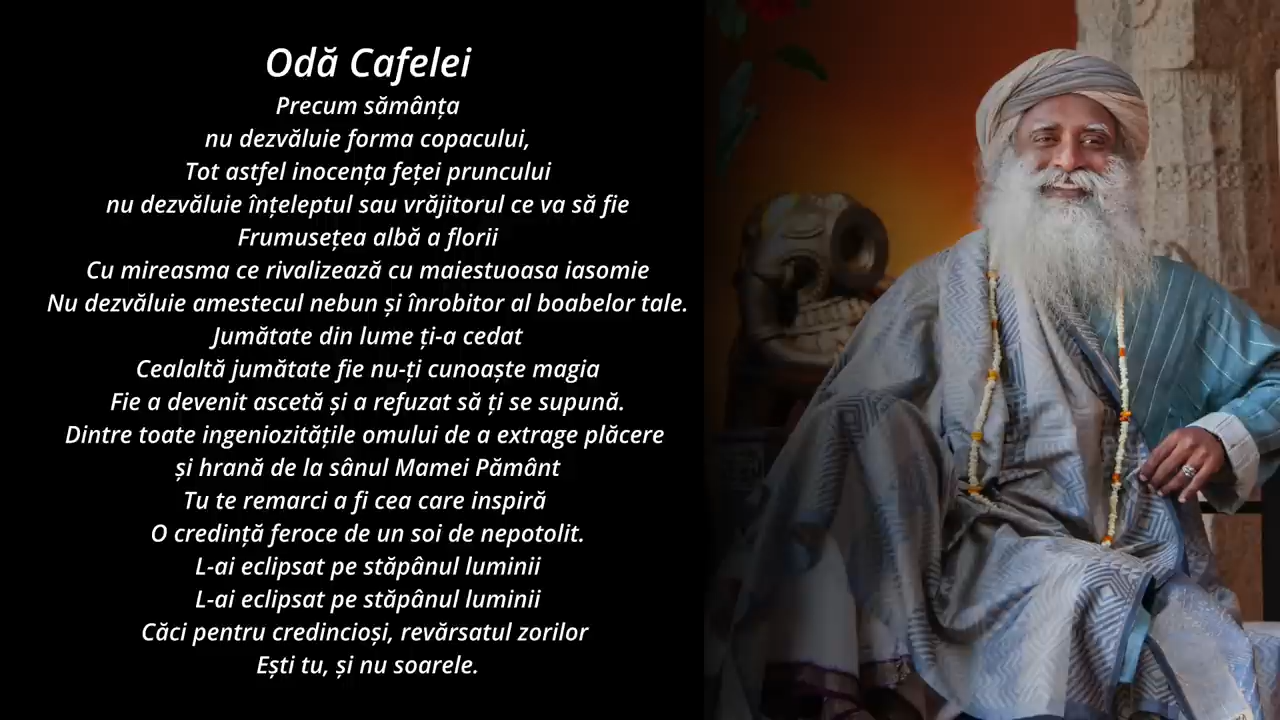 Odă Cafelei
Precum sămânța
nu dezvăluie forma copacului,
Tot astfel inocența feței pruncului
nu dezvăluie înțeleptul sau vrăjitorul ce va să fie
Frumusețea albă a florii
Cu mireasma ce rivalizează cu maiestuoasa iasomie
Nu dezvăluie amestecul nebun și înrobitor al boabelor tale.
Jumătate din lume ți-a cedat
Cealaltă jumătate fie nu-ți cunoaște magia
Fie a devenit ascetă și a refuzat să ți se supună.
Dintre toate ingeniozitățile omului de a extrage plăcere
și hrană de la sânul Mamei Pământ
Tu te remarci a fi cea care inspiră
O credință feroce de un soi de nepotolit.
L-ai eclipsat pe stăpânul luminii
L-ai eclipsat pe stăpânul luminii
Căci pentru credincioși, revărsatul zorilor
Ești tu, și nu soarele.